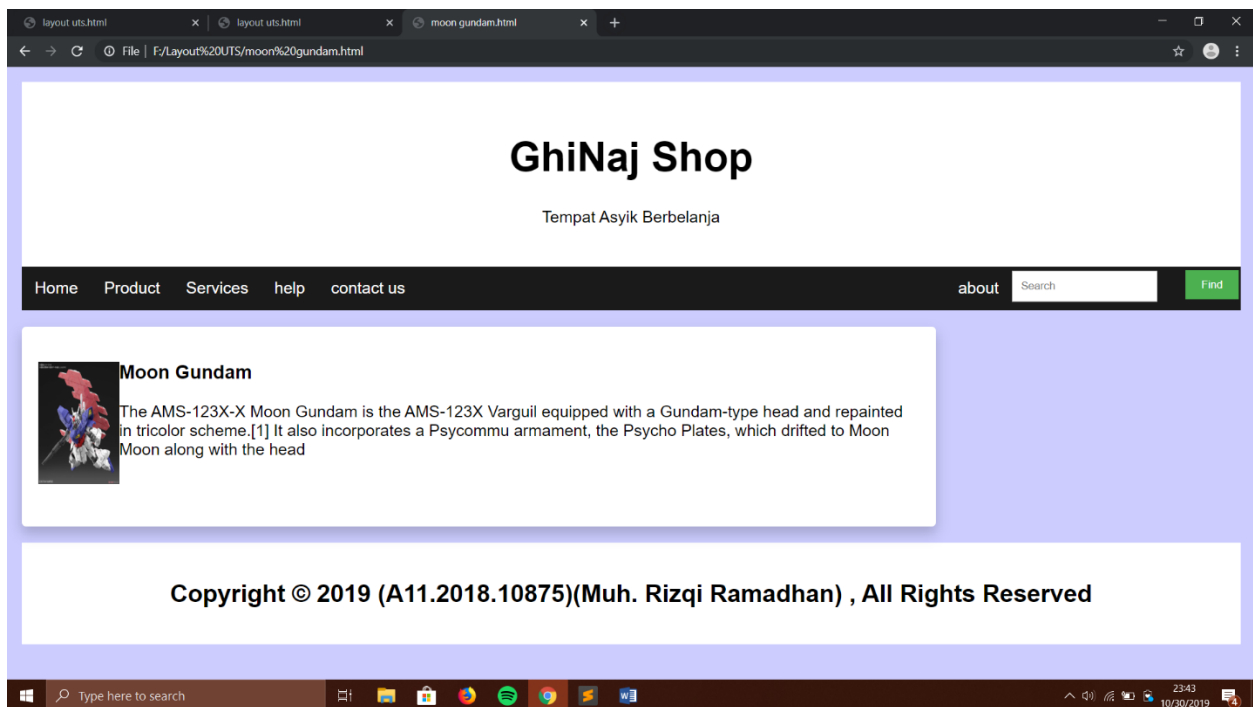 layout uts.html
layout uts.html
moon gundam.html
File | F:/Layout%20UTS/moon%20gundam.html
GhiNaj Shop
Tempat Asyik Berbelanja
Home Product Services help contact us about Search Find
Moon Gundam
The AMS-123X-X Moon Gundam is the AMS-123X Varguil equipped with a Gundam-type head and repainted
in tricolor scheme.[1] It also incorporates a Psycommu armament, the Psycho Plates, which drifted to Moon
Moon along with the head
Copyright © 2019 (A11.2018.10875)(Muh. Rizqi Ramadhan) , All Rights Reserved
Type here to search
23:43
10/30/2019
4